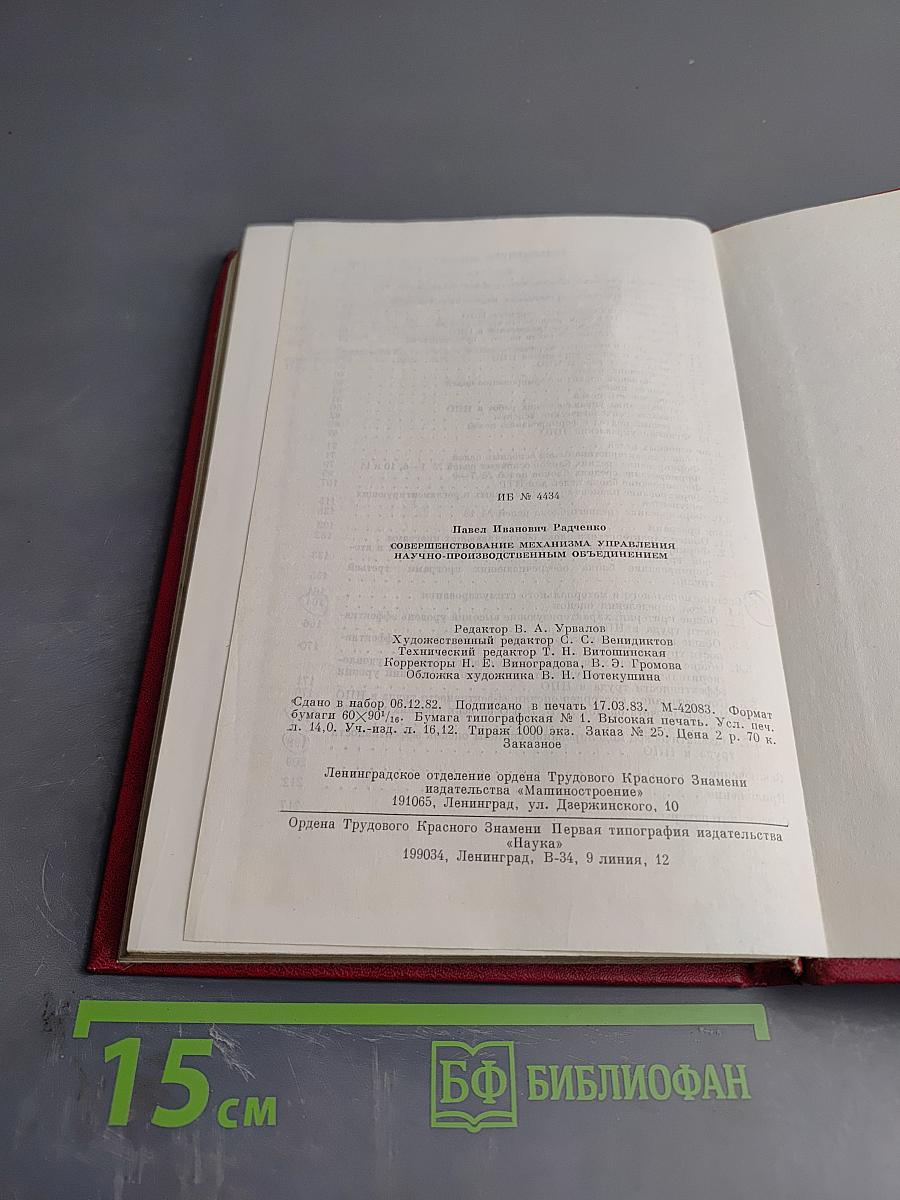 ИБ № 4434
Павел Иванович Радченко
СОВЕРШЕНСТВОВАНИЕ МЕХАНИЗМА УПРАВЛЕНИЯ
НАУЧНО-ПРОИЗВОДСТВЕННЫМ ОБЪЕДИНЕНИЕМ
Редактор В. А. Урвалов
Художественный редактор С. С. Венидиктов
Технический редактор Т. Н. Витошинская
Корректоры Н. Е. Виноградова, В. Э. Громова
Обложка художника В. Н. Потекушина
Сдано в набор 06.12.82. Подписано в печать 17.03.83. М-42083. Формат
бумаги 60×90¹/₁₆. Бумага типографская № 1. Высокая печать. Усл. печ.
л. 14,0. Уч.-изд. л. 16,12. Тираж 1000 экз. Заказ № 25. Цена 2 р. 70 к.
Заказное
Ленинградское отделение ордена Трудового Красного Знамени
издательства «Машиностроение»
191065, Ленинград, ул. Дзержинского, 10
Ордена Трудового Красного Знамени Первая типография издательства
«Наука»
199034, Ленинград, В-34, 9 линия, 12
15 см
БФ БИБЛИОФАН